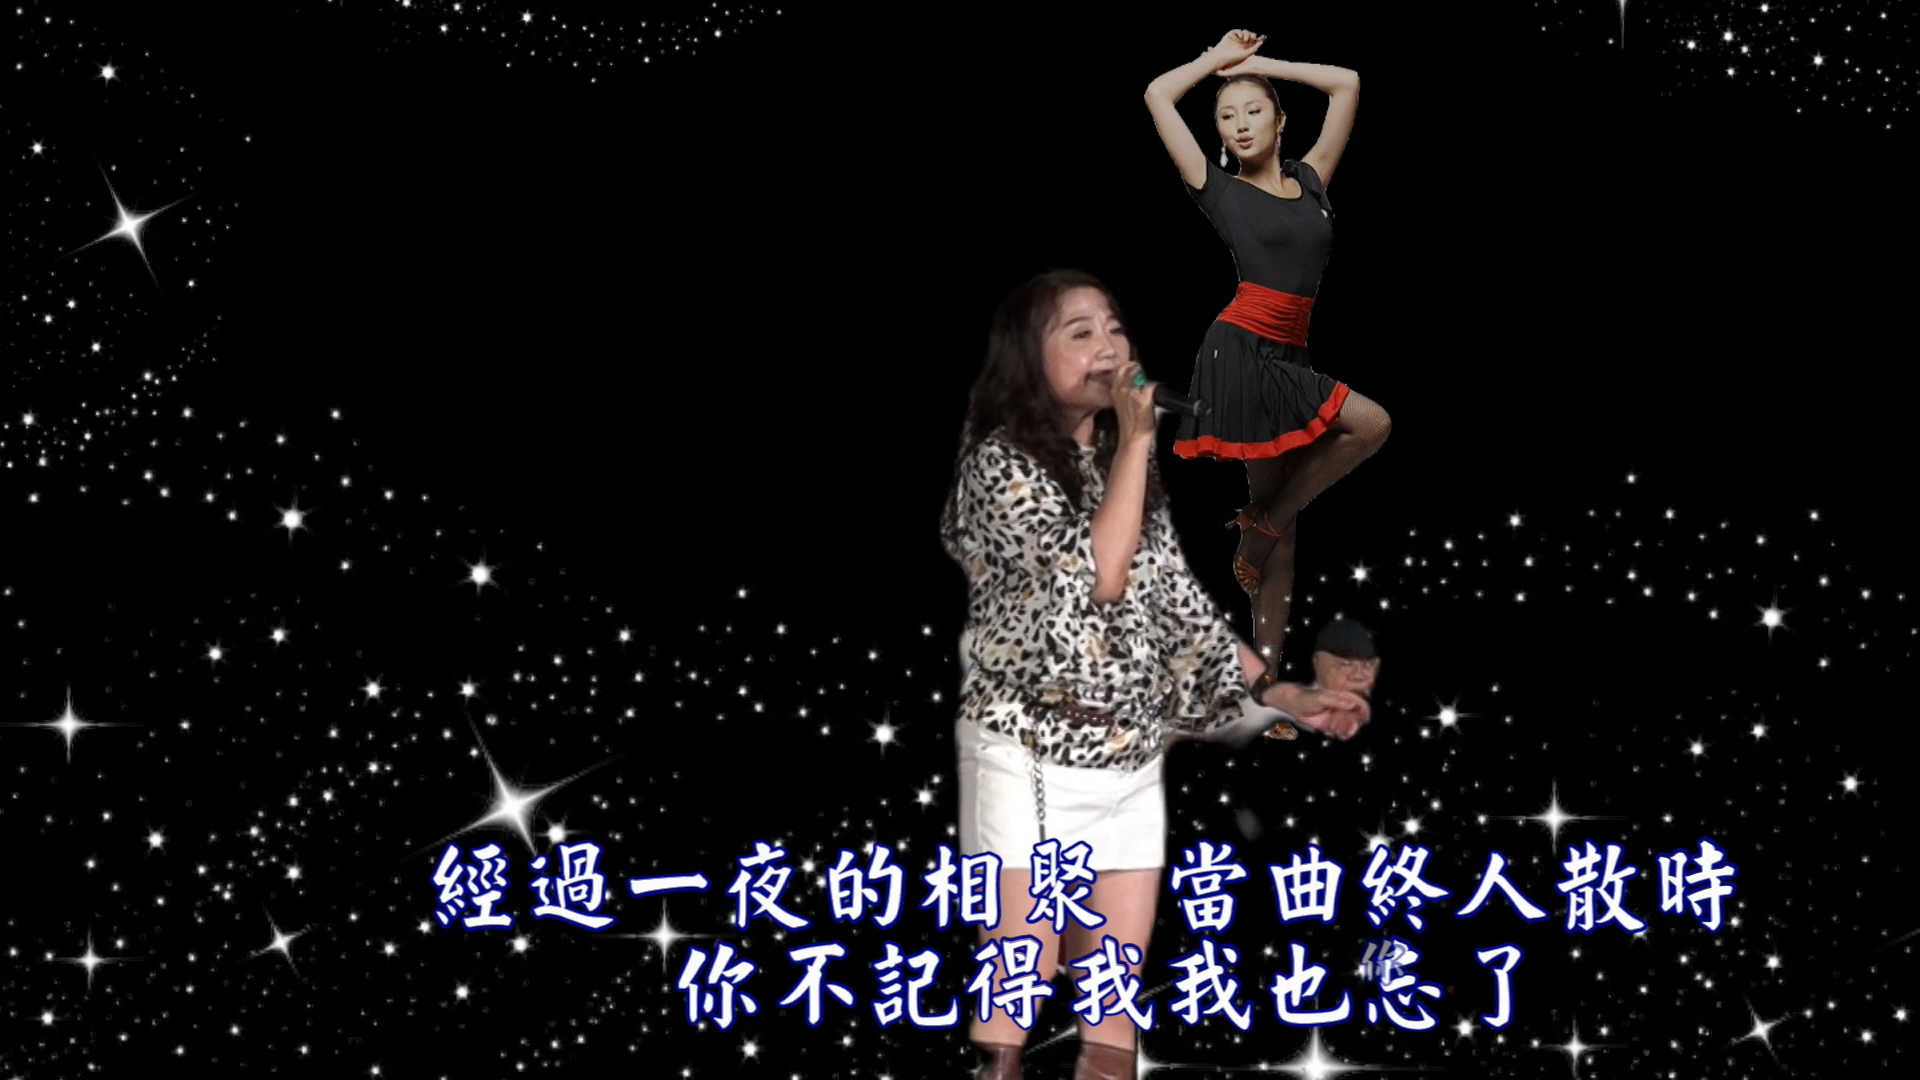 經過一夜的相聚 當曲終人散時
你不記得我我也忘了